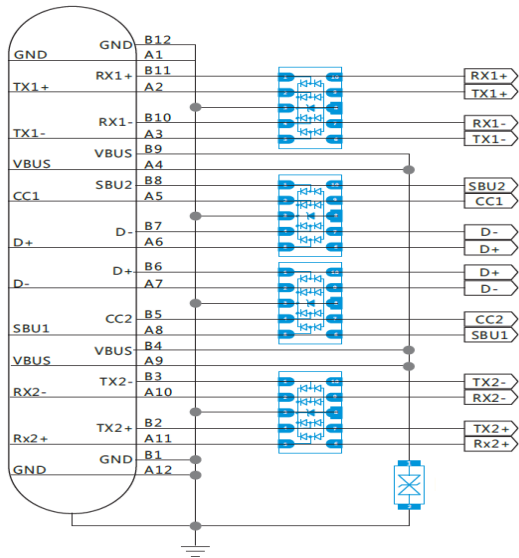 GND B12
GND A1
RX1+ B11 RX1+
TX1+ A2 TX1+
RX1- B10 RX1-
TX1- A3 TX1-
VBUS B9
VBUS A4
SBU2 B8 SBU2
CC1 A5 CC1
D- B7 D-
D+ A6 D+
D+ B6 D+
D- A7 D-
CC2 B5 CC2
SBU1 A8 SBU1
VBUS B4
VBUS A9
TX2- B3 TX2-
RX2- A10 RX2-
TX2+ B2 TX2+
Rx2+ A11 Rx2+
GND B1
GND A12